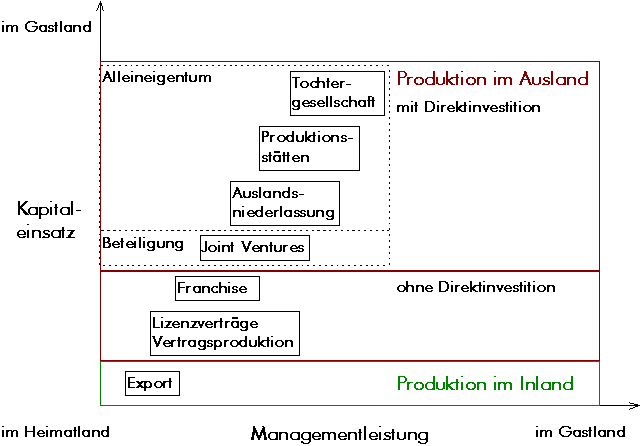 im Gastland
Alleineigentum
Tochter-
gesellschaft
Produktion im Ausland
mit Direktinvestition
Produktions-
stätten
Auslands-
niederlassung
Kapital-
einsatz
Beteiligung
Joint Ventures
Franchise
ohne Direktinvestition
Lizenzverträge
Vertragsproduktion
Export
Produktion im Inland
im Heimatland
Managementleistung
im Gastland